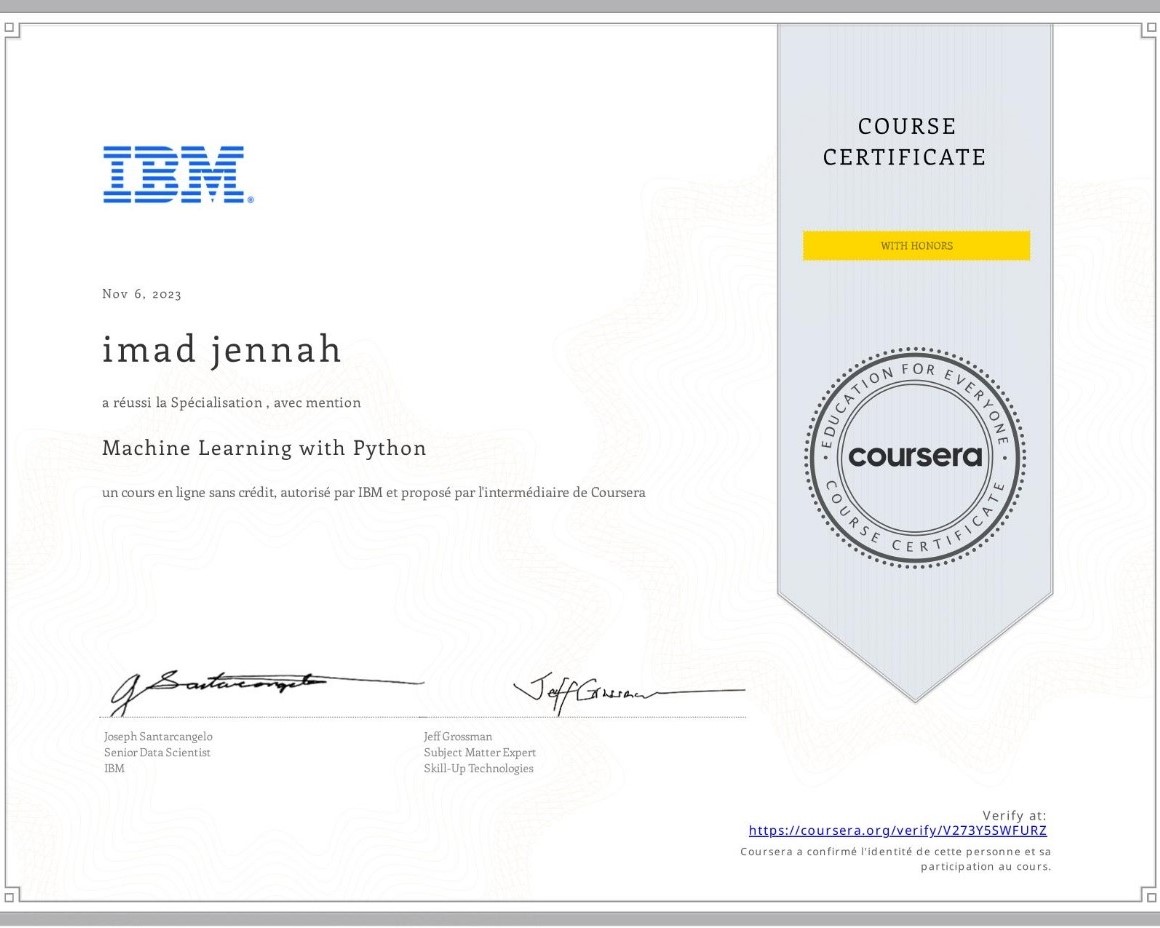 IBM®
COURSE
CERTIFICATE
WITH HONORS
Nov 6, 2023
imad jennah
a réussi la Spécialisation , avec mention
Machine Learning with Python
un cours en ligne sans crédit, autorisé par IBM et proposé par l'intermédiaire de Coursera
EDUCATION FOR EVERYONE
coursera
COURSE CERTIFICATE
J Santarcangelo
Jeff Grossman
Joseph Santarcangelo
Senior Data Scientist
IBM
Jeff Grossman
Subject Matter Expert
Skill-Up Technologies
Verify at:
https://coursera.org/verify/V273Y5SWFURZ
Coursera a confirmé l'identité de cette personne et sa
participation au cours.